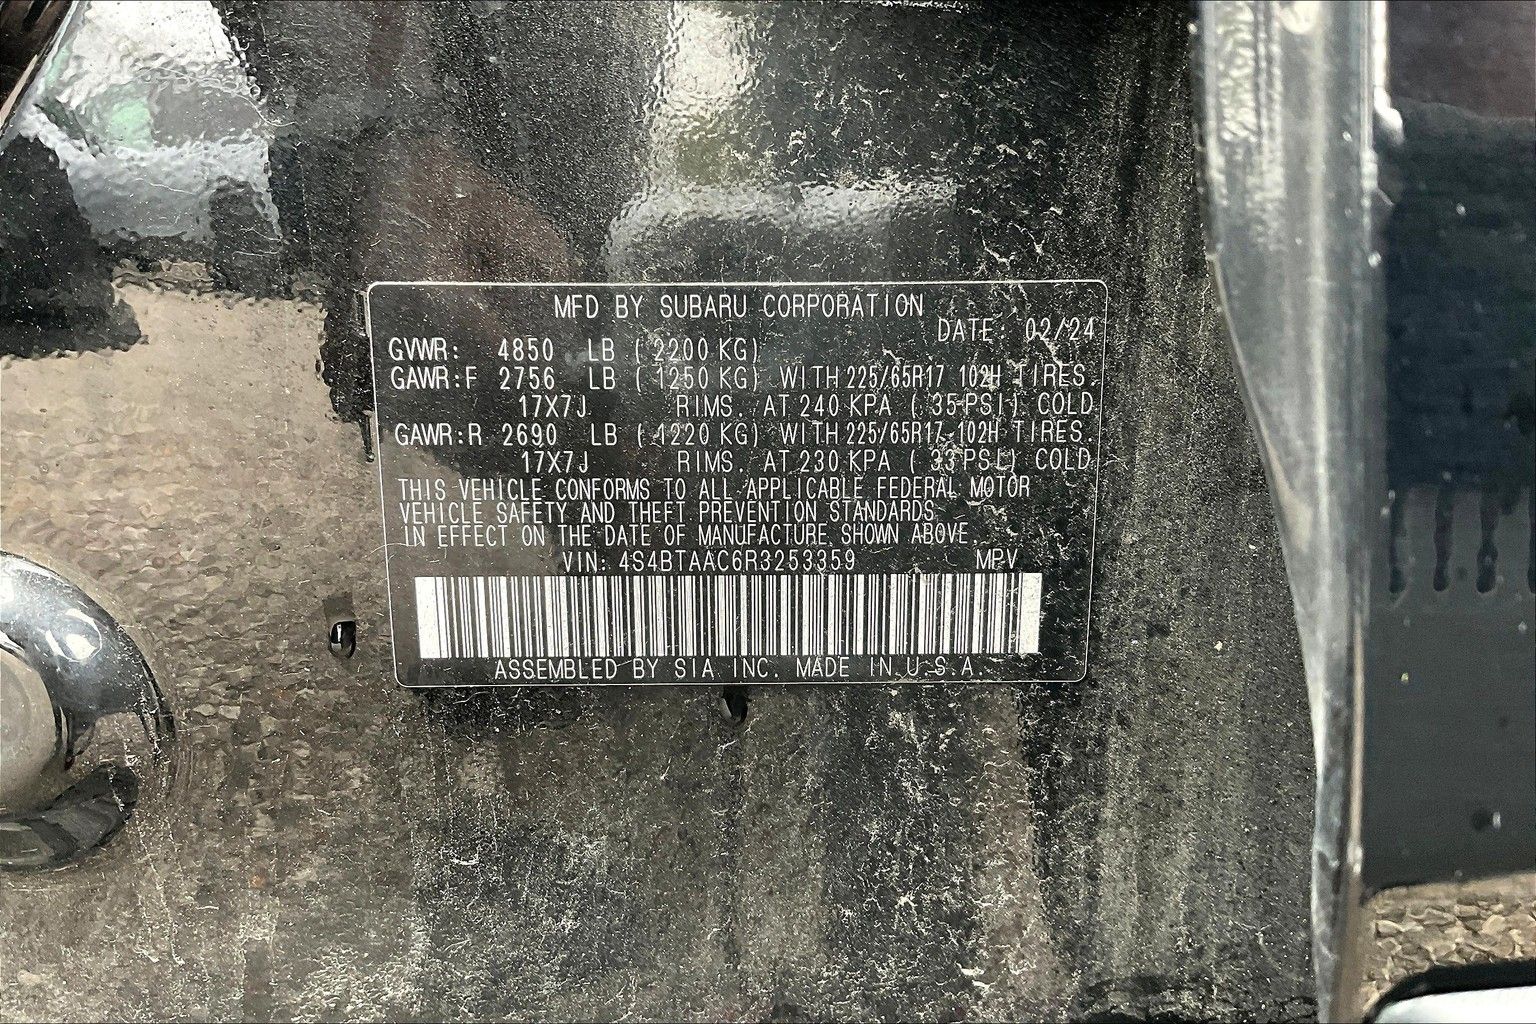 MFD BY SUBARU CORPORATION
DATE: 02/24
GVWR: 4850 LB (2200 KG)
GAWR:F 2756 LB (1250 KG) WITH 225/65R17 102H TIRES.
17X7J RIMS. AT 240 KPA (35 PSI) COLD
GAWR:R 2690 LB (1220 KG) WITH 225/65R17 102H TIRES.
17X7J RIMS. AT 230 KPA (33 PSI) COLD
THIS VEHICLE CONFORMS TO ALL APPLICABLE FEDERAL MOTOR
VEHICLE SAFETY AND THEFT PREVENTION STANDARDS
IN EFFECT ON THE DATE OF MANUFACTURE SHOWN ABOVE.
VIN: 4S4BTAAC6R3253359 MPV
ASSEMBLED BY SIA INC. MADE IN U.S.A.